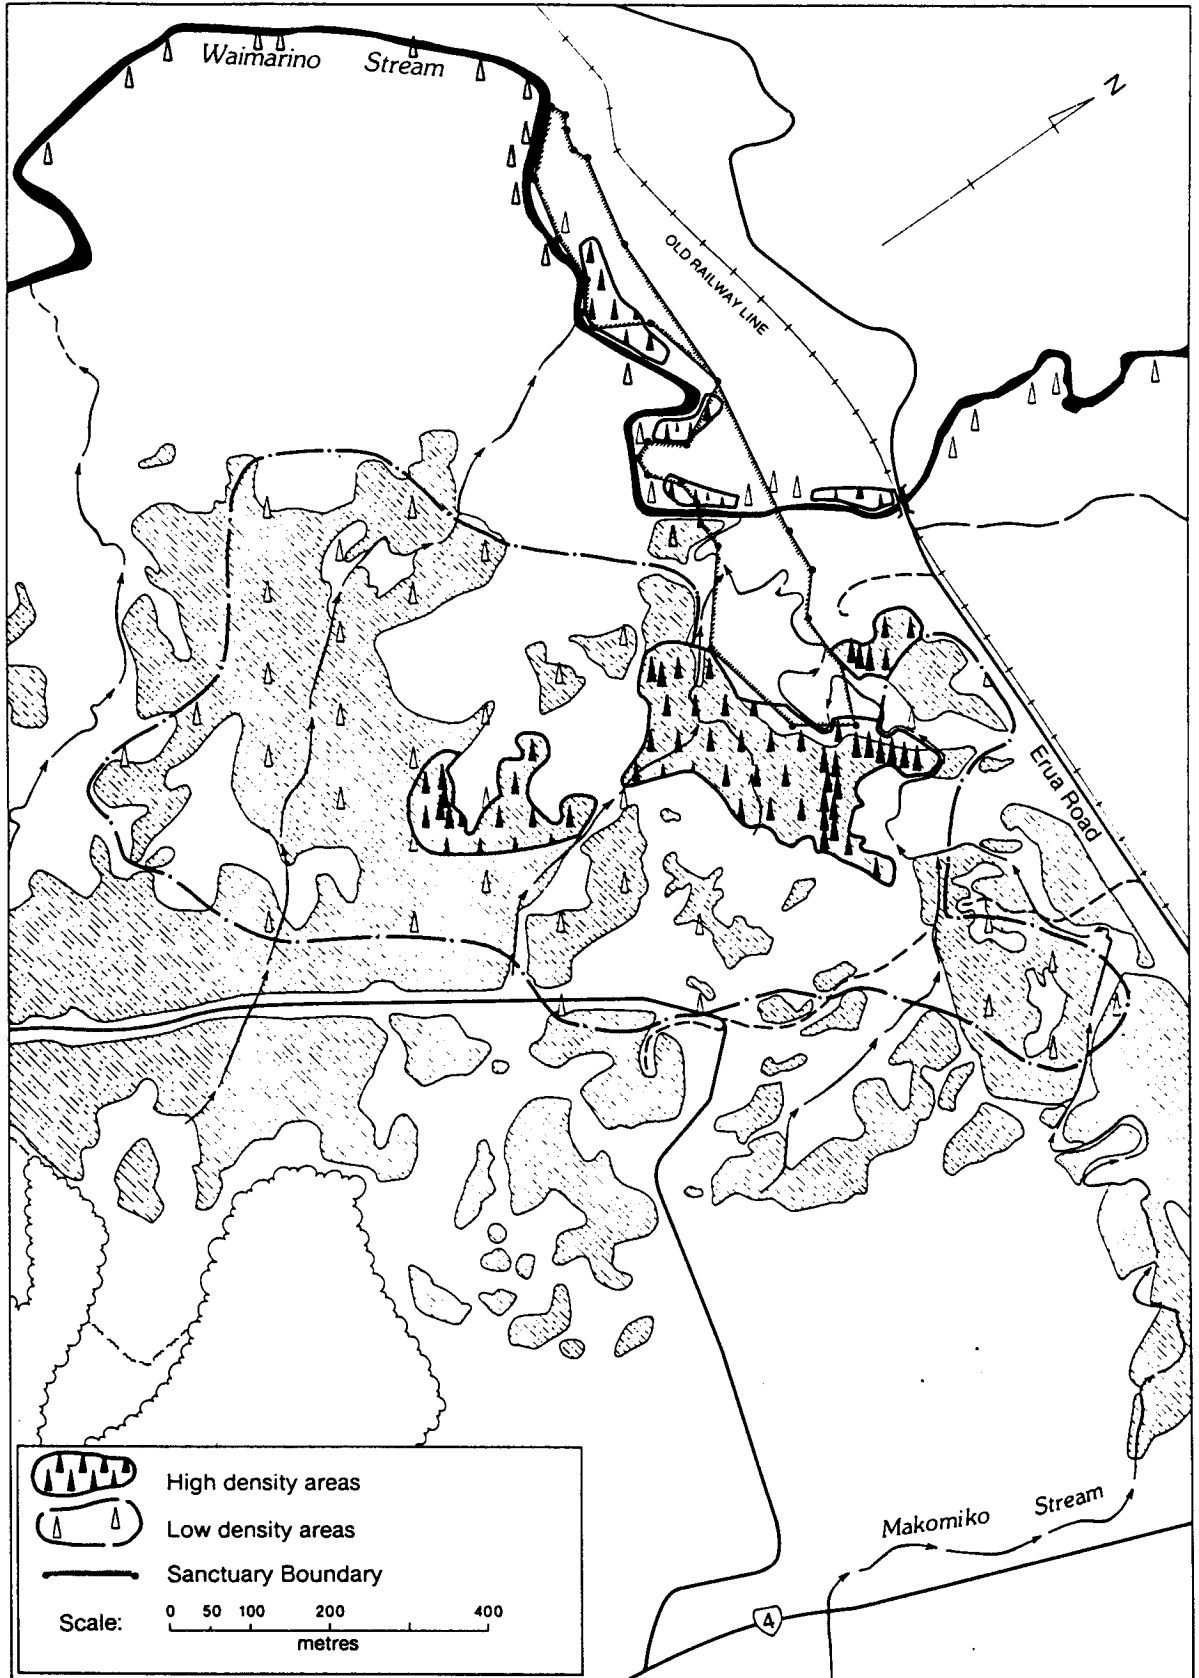 Waimarino Stream
N
OLD RAILWAY LINE
Erua Road
High density areas
Low density areas
Sanctuary Boundary
Scale:
0 50 100 200 400
metres
Makomiko Stream
4